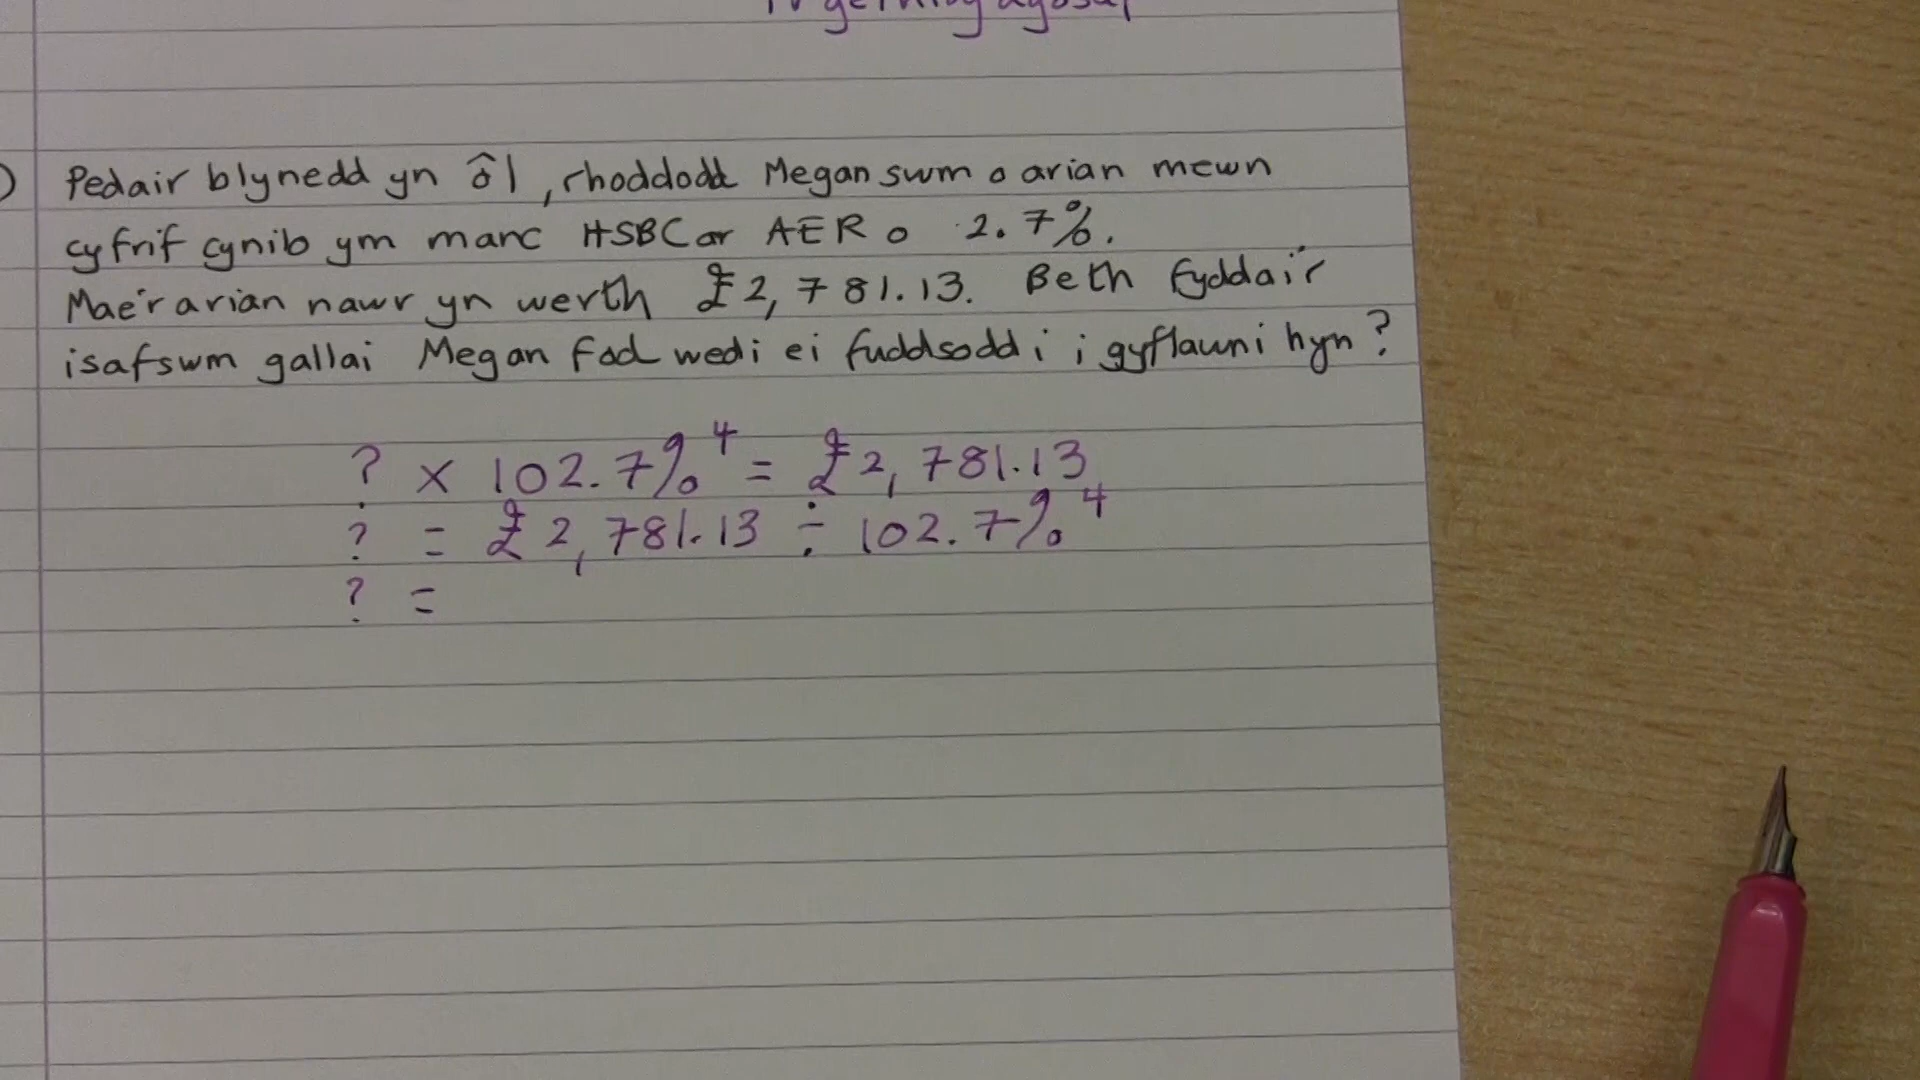 Pedair blynedd yn ôl, rhoddodd Megan swm o arian mewn
cyfrif cynib ym manc HSBC ar AER o 2.7%.
Mae'r arian nawr yn werth £2,781.13. Beth fyddai'r
isafswm gallai Megan fod wedi ei fuddsoddi i gyflawni hyn?
? × 102.7%⁴ = £2,781.13
? = £2,781.13 ÷ 102.7%⁴
? =